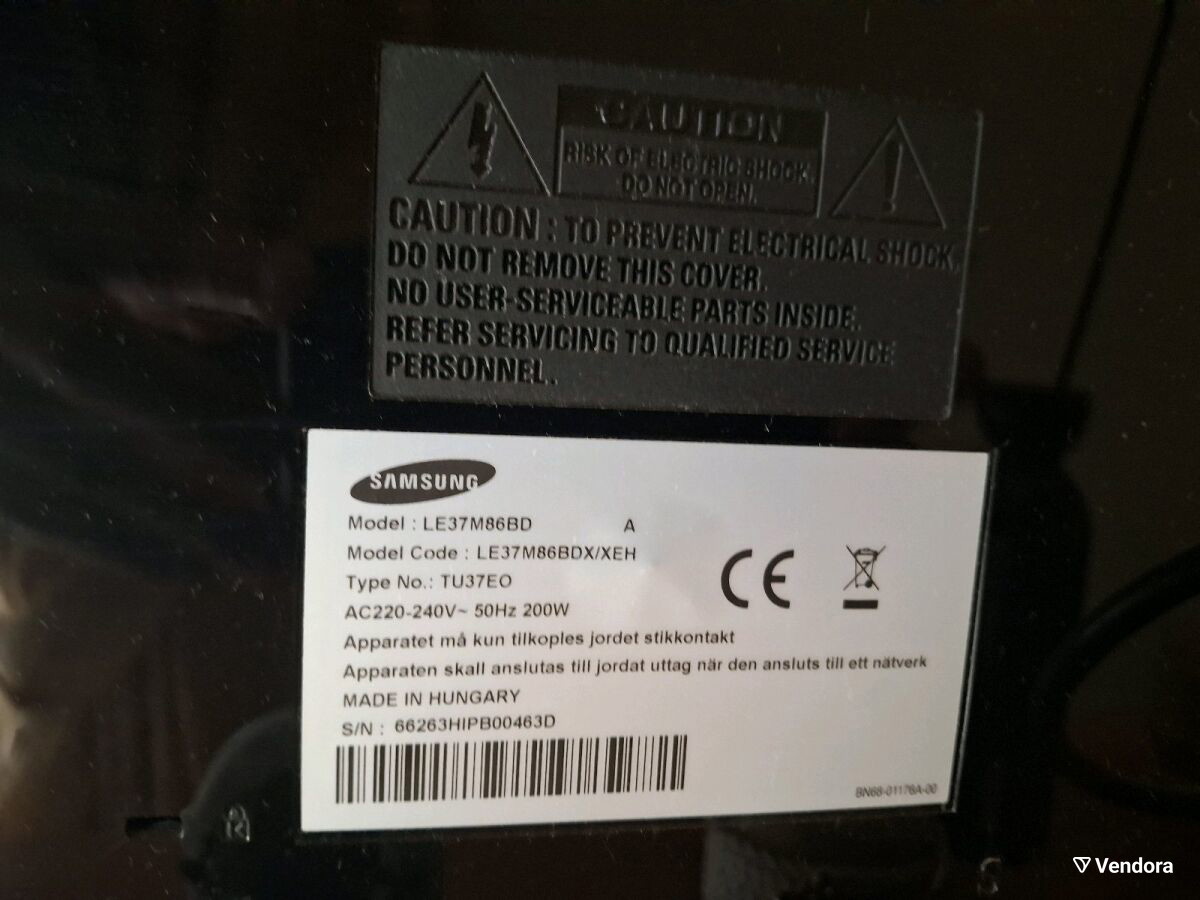 CAUTION
RISK OF ELECTRIC SHOCK.
DO NOT OPEN.
CAUTION : TO PREVENT ELECTRICAL SHOCK,
DO NOT REMOVE THIS COVER.
NO USER-SERVICEABLE PARTS INSIDE.
REFER SERVICING TO QUALIFIED SERVICE
PERSONNEL.
SAMSUNG
Model : LE37M86BD A
Model Code : LE37M86BDX/XEH
Type No.: TU37EO
AC220-240V~ 50Hz 200W
Apparatet må kun tilkoples jordet stikkontakt
Apparaten skall anslutas till jordat uttag när den ansluts till ett nätverk
MADE IN HUNGARY
S/N : 66263HIPB00463D
CE
BN68-01176A-00
Vendora